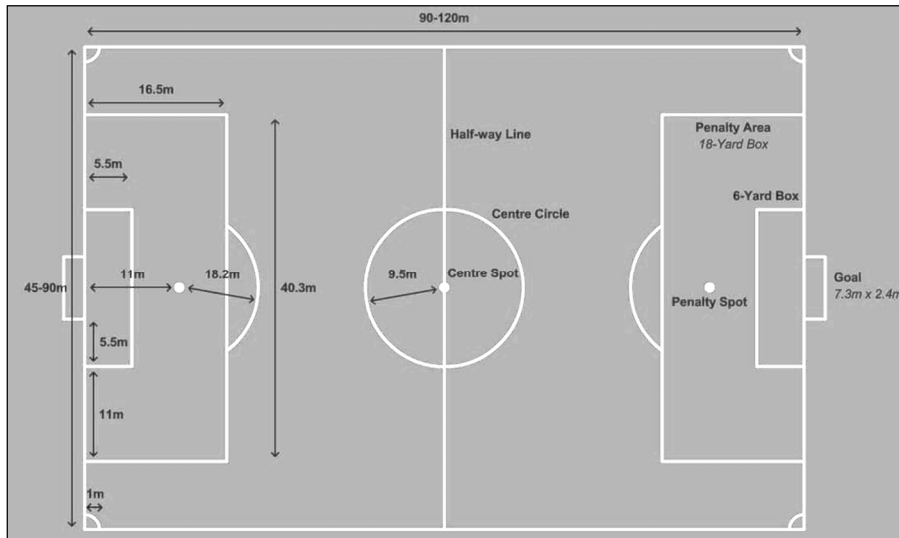 90-120m
16.5m
Half-way Line
Penalty Area
18-Yard Box
5.5m
6-Yard Box
Centre Circle
11m
18.2m
9.5m
Centre Spot
45-90m
40.3m
Goal
7.3m x 2.4m
Penalty Spot
5.5m
11m
1m